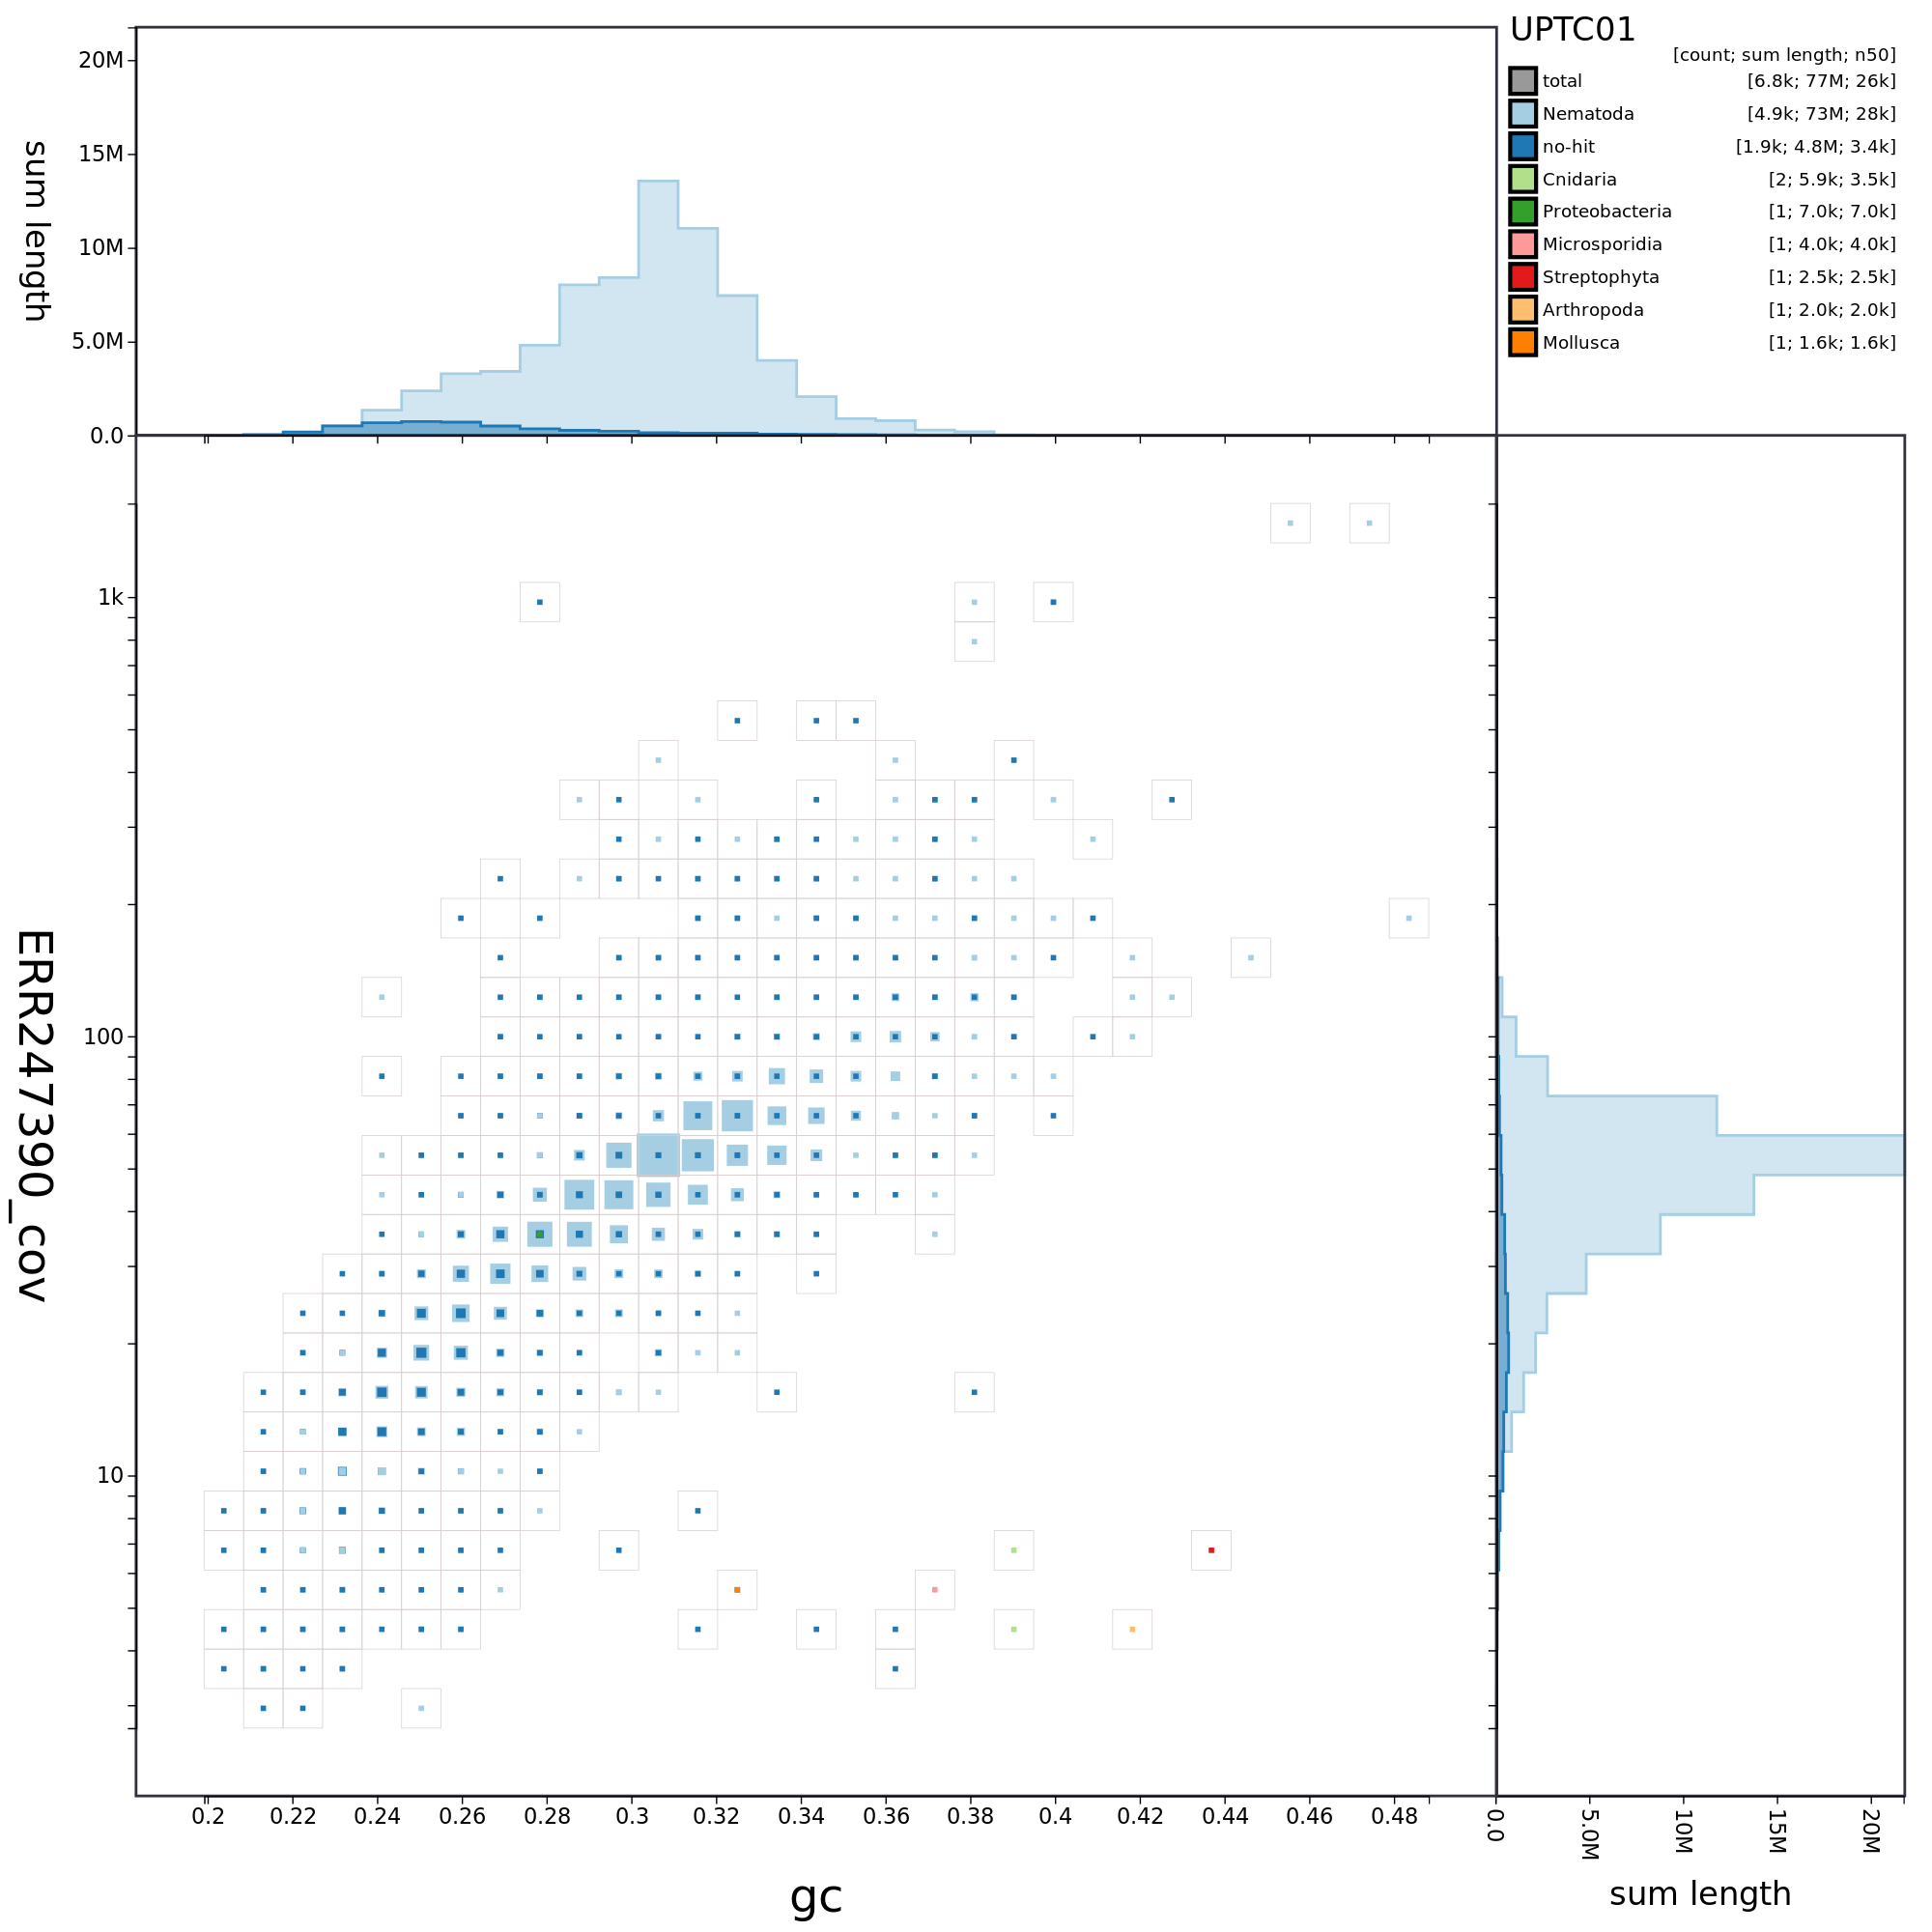 UPTC01
[count; sum length; n50]
total [6.8k; 77M; 26k]
Nematoda [4.9k; 73M; 28k]
no-hit [1.9k; 4.8M; 3.4k]
Cnidaria [2; 5.9k; 3.5k]
Proteobacteria [1; 7.0k; 7.0k]
Microsporidia [1; 4.0k; 4.0k]
Streptophyta [1; 2.5k; 2.5k]
Arthropoda [1; 2.0k; 2.0k]
Mollusca [1; 1.6k; 1.6k]
sum length
20M
15M
10M
5.0M
0.0
ERR247390_cov
1k
100
10
0.2 0.22 0.24 0.26 0.28 0.3 0.32 0.34 0.36 0.38 0.4 0.42 0.44 0.46 0.48
gc
0.0 5.0M 10M 15M 20M
sum length